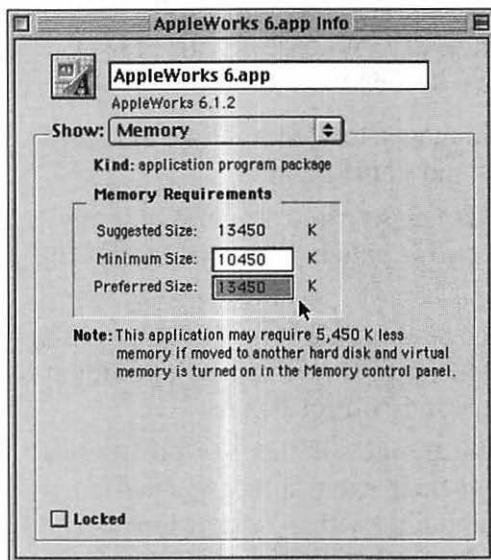 AppleWorks 6.app Info
AppleWorks 6.app
AppleWorks 6.1.2
Show: Memory
Kind: application program package
Memory Requirements
Suggested Size: 13450 K
Minimum Size: 10450 K
Preferred Size: 13450 K
Note: This application may require 5,450 K less
memory if moved to another hard disk and virtual
memory is turned on in the Memory control panel.
Locked